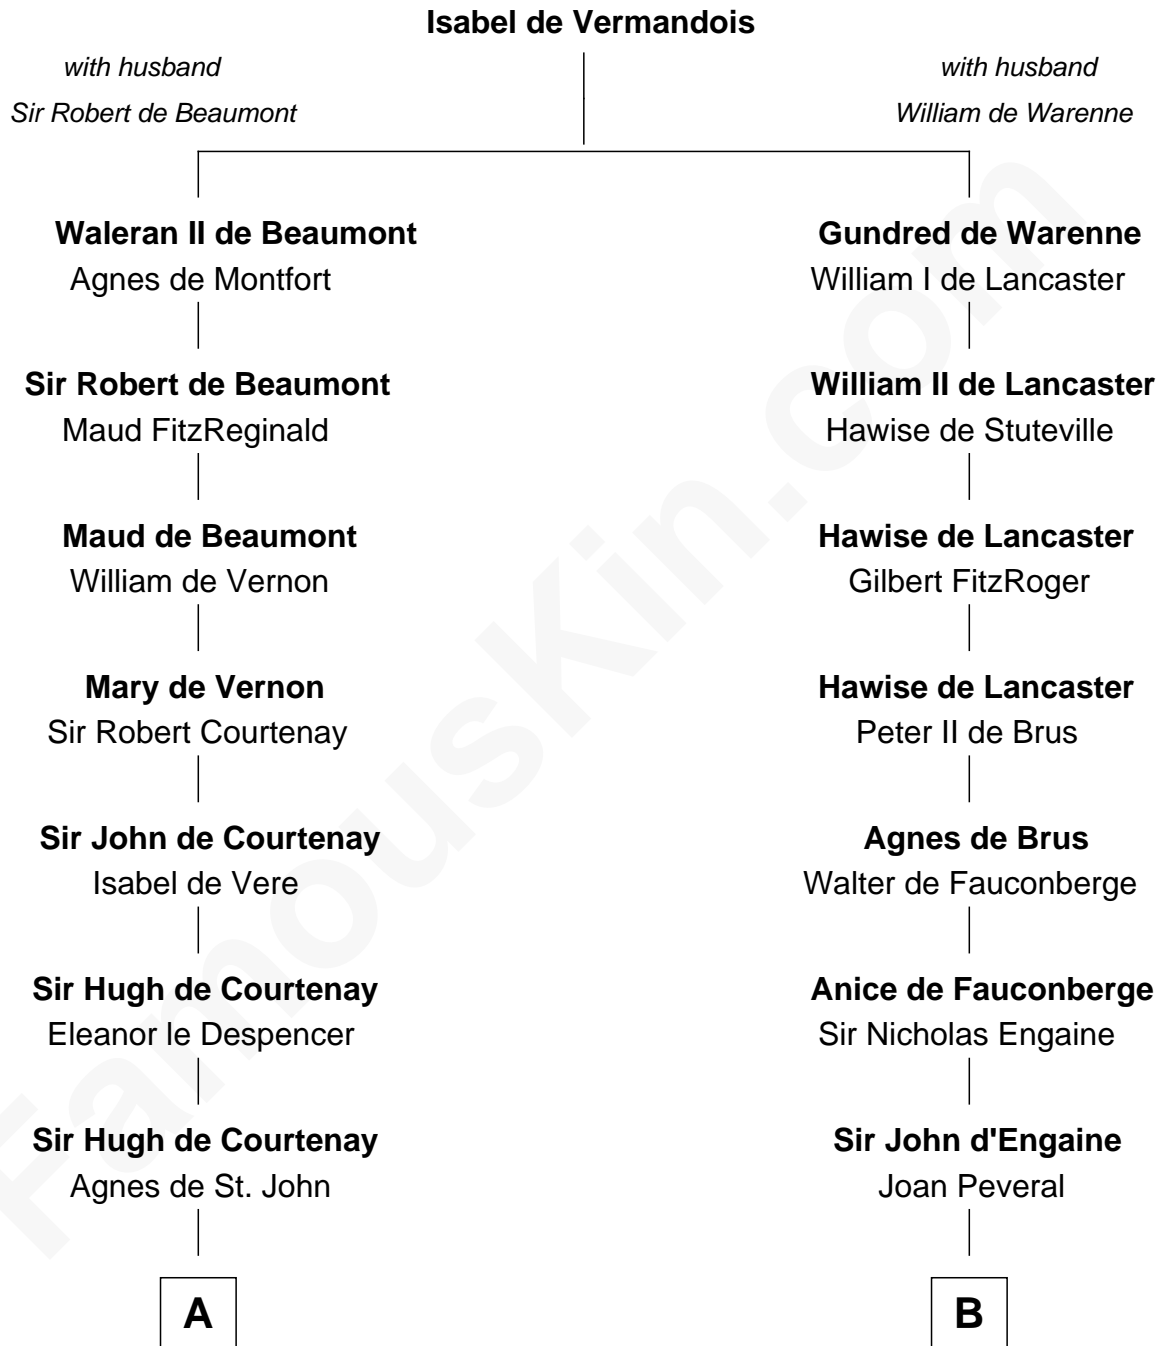 Isabel de Vermandois
with husband
Sir Robert de Beaumont
with husband
William de Warenne
Waleran II de Beaumont
Agnes de Montfort
Gundred de Warenne
William I de Lancaster
Sir Robert de Beaumont
Maud FitzReginald
William II de Lancaster
Hawise de Stuteville
Maud de Beaumont
William de Vernon
Hawise de Lancaster
Gilbert FitzRoger
Mary de Vernon
Sir Robert Courtenay
Hawise de Lancaster
Peter II de Brus
Sir John de Courtenay
Isabel de Vere
Agnes de Brus
Walter de Fauconberge
Sir Hugh de Courtenay
Eleanor le Despencer
Anice de Fauconberge
Sir Nicholas Engaine
Sir Hugh de Courtenay
Agnes de St. John
Sir John d'Engaine
Joan Peveral
A
B
FamousKin.com